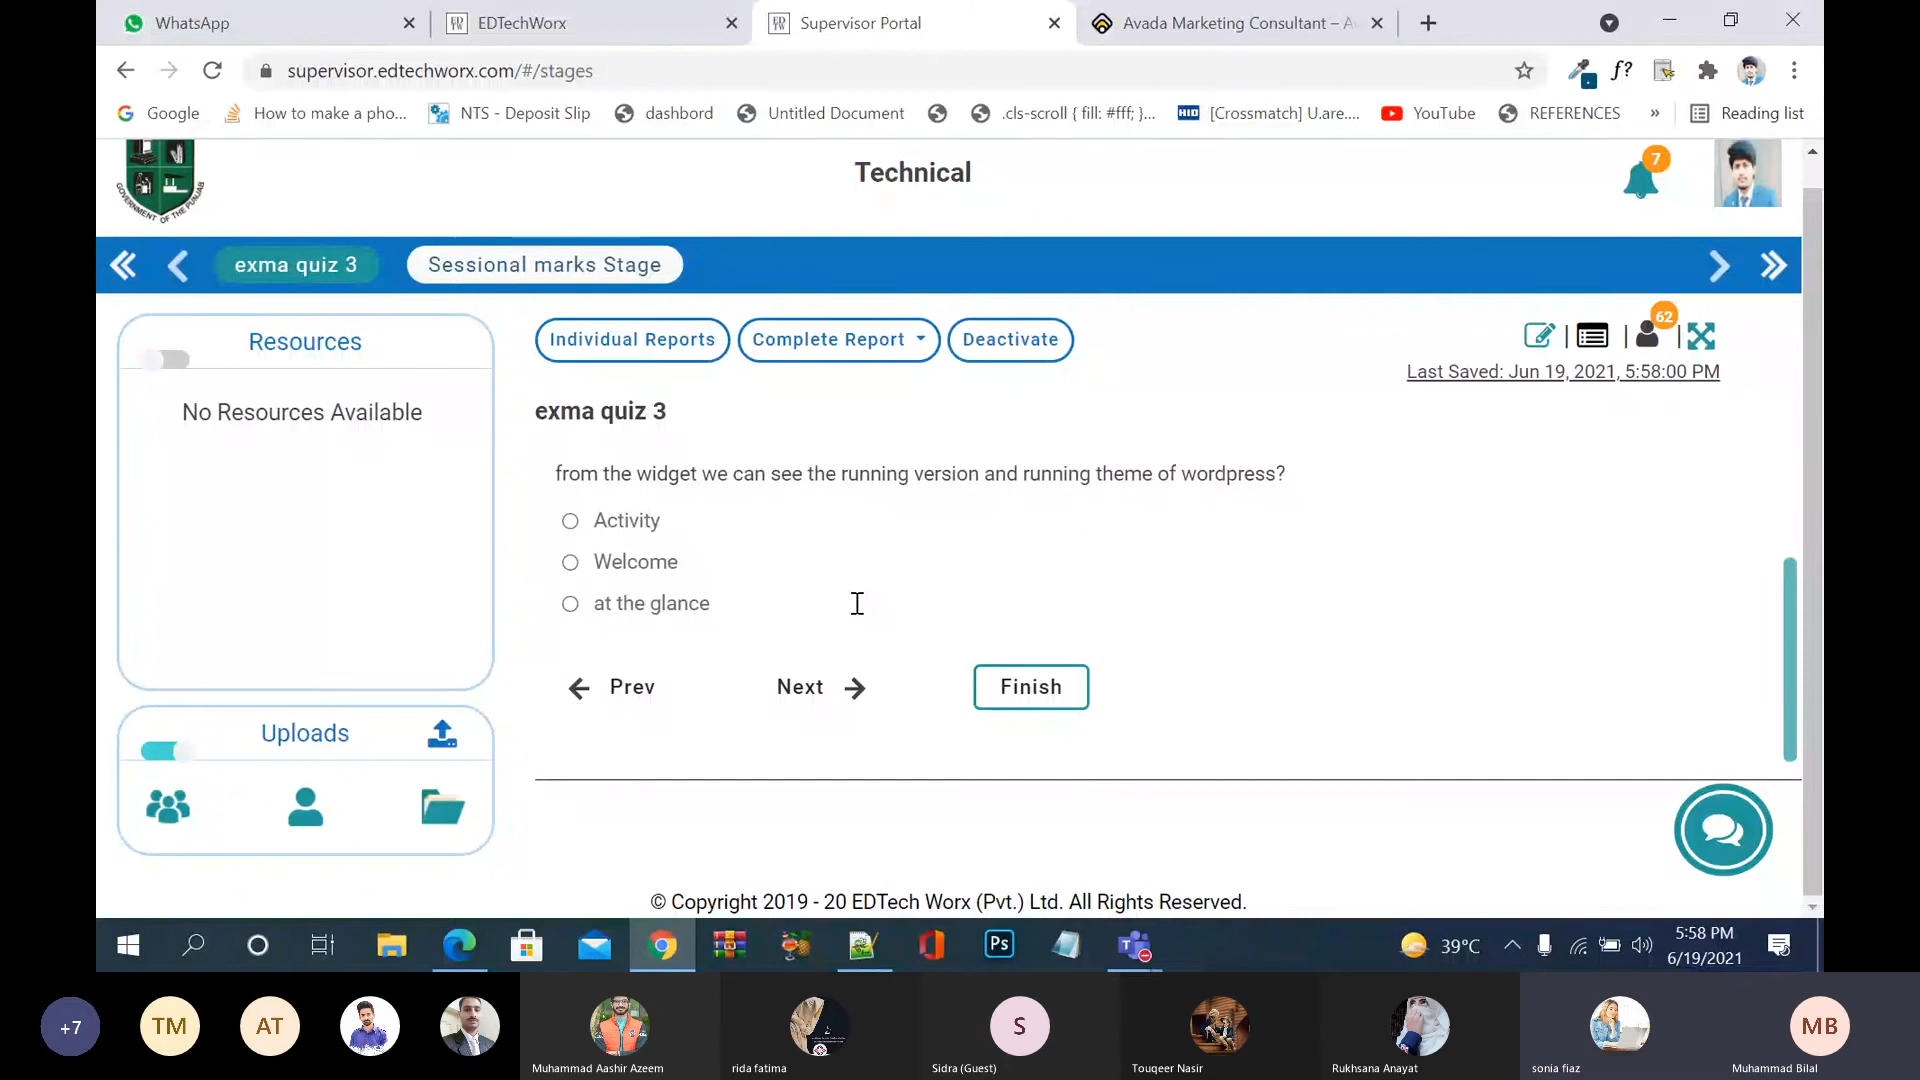 WhatsApp
EDTechWorx
Supervisor Portal
Avada Marketing Consultant – A
supervisor.edtechworx.com/#/stages
f?
Google
How to make a pho...
NTS - Deposit Slip
dashbord
Untitled Document
.cls-scroll { fill: #fff; }...
HID
[Crossmatch] U.are....
YouTube
REFERENCES
»
Reading list
GOVERNMENT OF THE PUNJAB
Technical
7
exma quiz 3
Sessional marks Stage
Resources
No Resources Available
Uploads
Individual Reports
Complete Report
Deactivate
62
Last Saved: Jun 19, 2021, 5:58:00 PM
exma quiz 3
from the widget we can see the running version and running theme of wordpress?
Activity
Welcome
at the glance
Prev
Next
Finish
© Copyright 2019 - 20 EDTech Worx (Pvt.) Ltd. All Rights Reserved.
Ps
39°C
5:58 PM
6/19/2021
+7
TM
AT
S
MB
Muhammad Aashir Azeem
rida fatima
Sidra (Guest)
Touqeer Nasir
Rukhsana Anayat
sonia fiaz
Muhammad Bilal